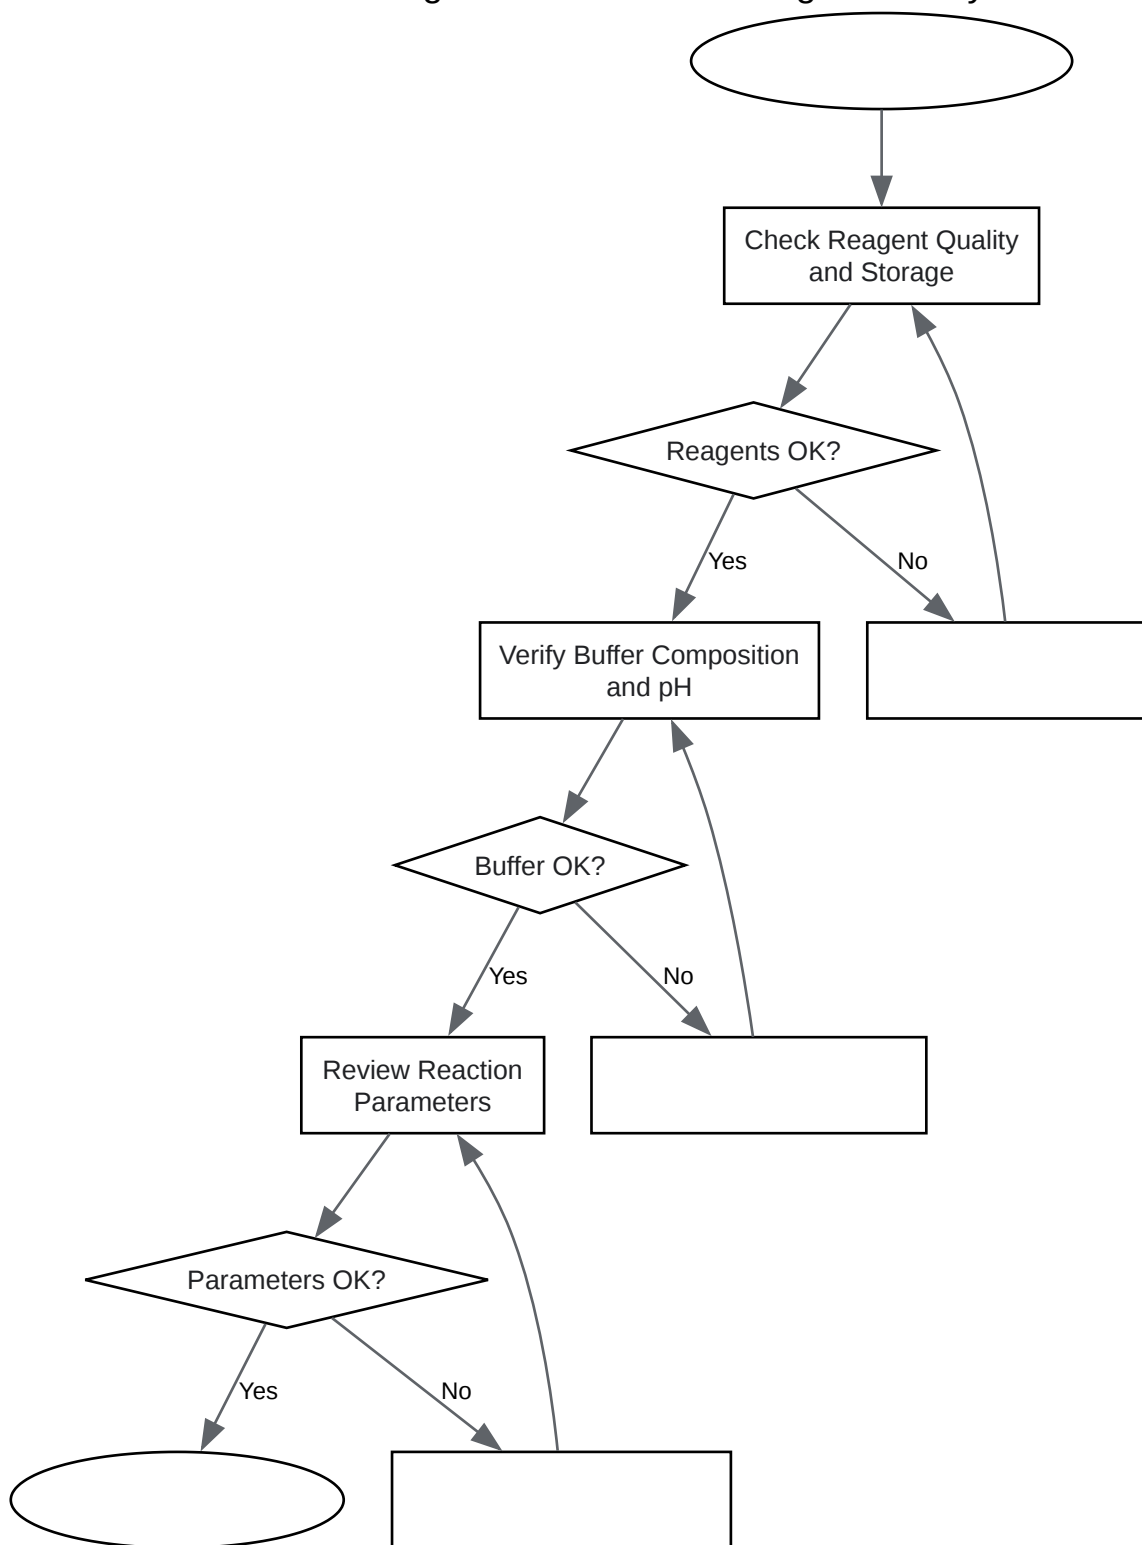 Check Reagent Quality
and Storage
Reagents OK?
Yes
No
Verify Buffer Composition
and pH
Buffer OK?
Yes
No
Review Reaction
Parameters
Parameters OK?
Yes
No